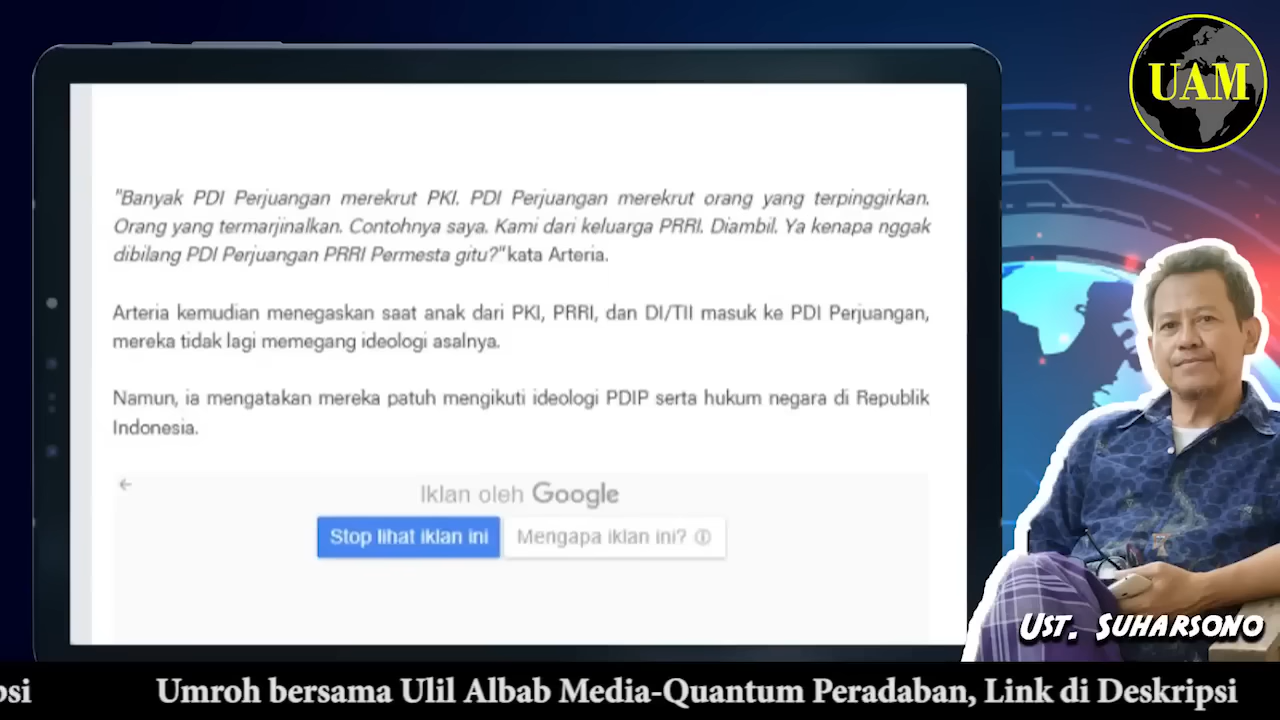 UAM
"Banyak PDI Perjuangan merekrut PKI. PDI Perjuangan merekrut orang yang terpinggirkan.
Orang yang termarjinalkan. Contohnya saya. Kami dari keluarga PRRI. Diambil. Ya kenapa nggak
dibilang PDI Perjuangan PRRI Permesta gitu?" kata Arteria.
Arteria kemudian menegaskan saat anak dari PKI, PRRI, dan DI/TII masuk ke PDI Perjuangan,
mereka tidak lagi memegang ideologi asalnya.
Namun, ia mengatakan mereka patuh mengikuti ideologi PDIP serta hukum negara di Republik
Indonesia.
Iklan oleh Google
Stop lihat iklan ini
Mengapa iklan ini?
UST. SUHARSONO
psi Umroh bersama Ulil Albab Media-Quantum Peradaban, Link di Deskripsi